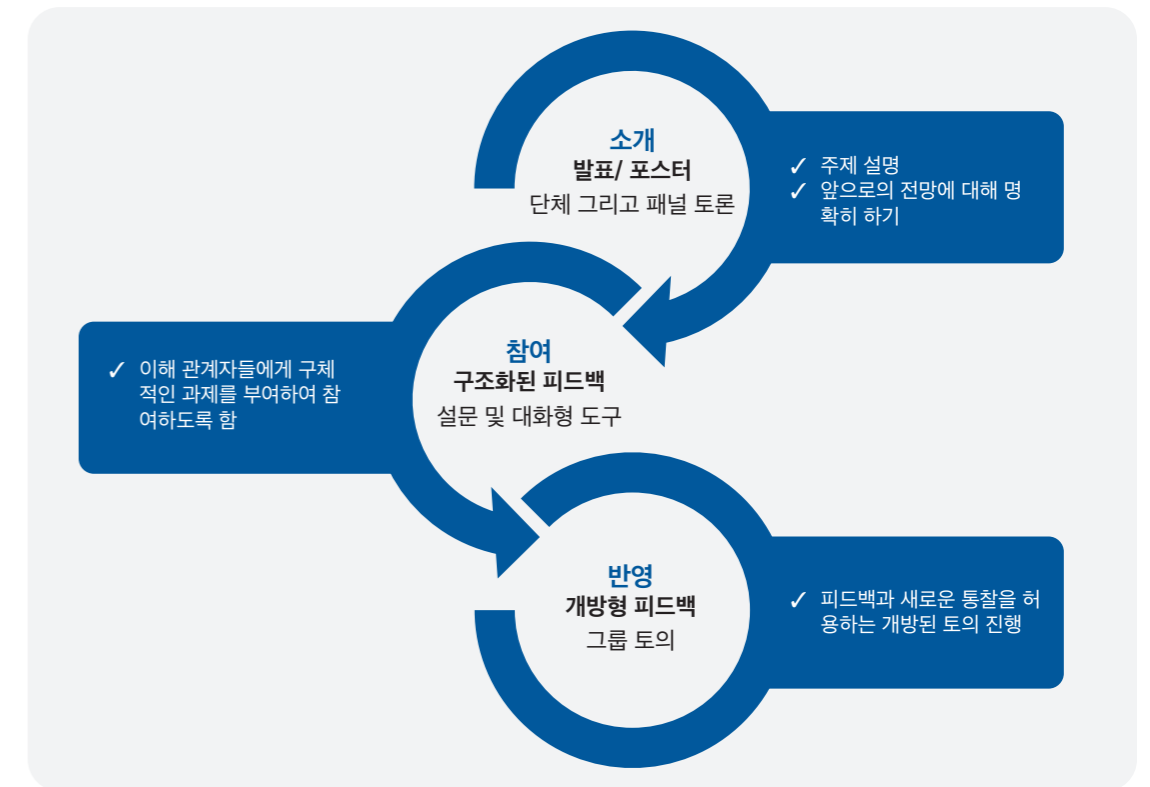 소개
발표/ 포스터
단체 그리고 패널 토론
✓ 주제 설명
✓ 앞으로의 전망에 대해 명
확히 하기
참여
구조화된 피드백
설문 및 대화형 도구
✓ 이해 관계자들에게 구체
적인 과제를 부여하여 참
여하도록 함
반영
개방형 피드백
그룹 토의
✓ 피드백과 새로운 통찰을 허
용하는 개방된 토의 진행